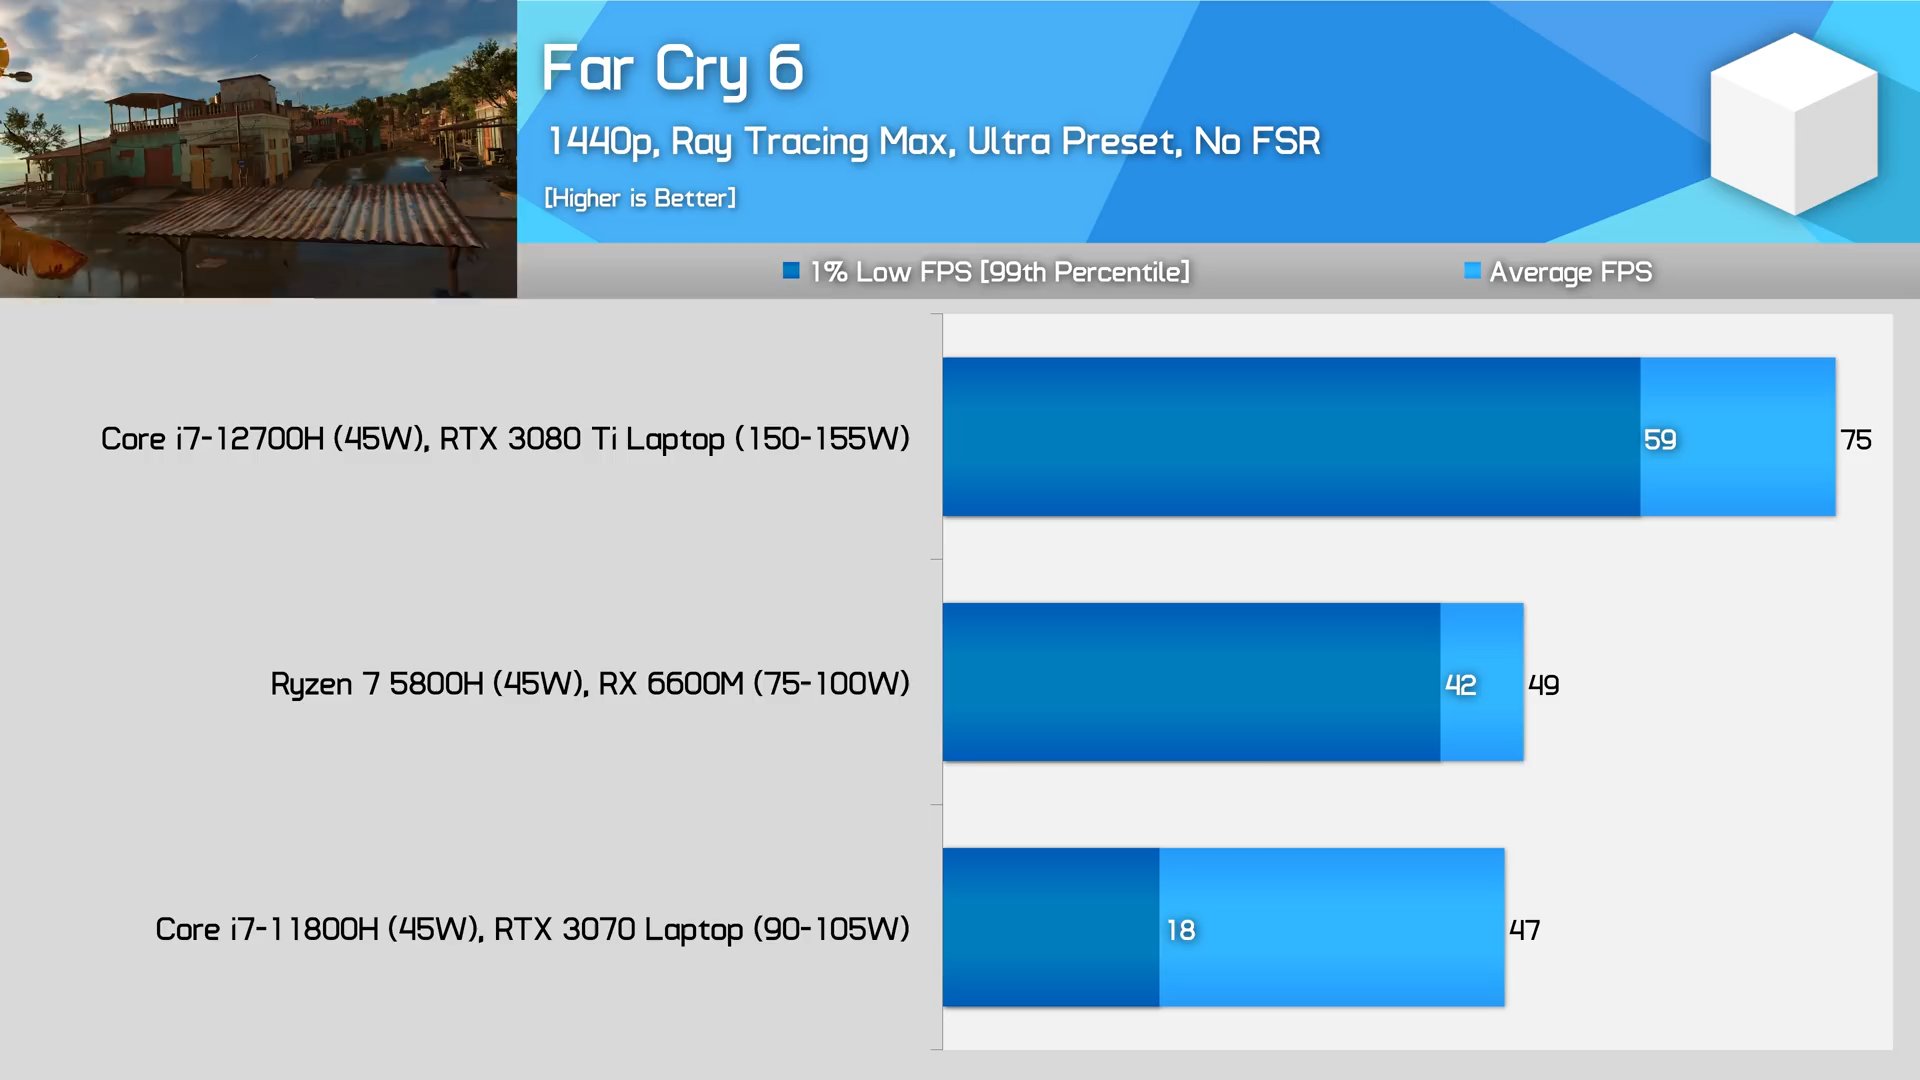 Far Cry 6
1440p, Ray Tracing Max, Ultra Preset, No FSR
[Higher is Better]
1% Low FPS [99th Percentile]
Average FPS
Core i7-12700H (45W), RTX 3080 Ti Laptop (150-155W)
59
75
Ryzen 7 5800H (45W), RX 6600M (75-100W)
42
49
Core i7-11800H (45W), RTX 3070 Laptop (90-105W)
18
47